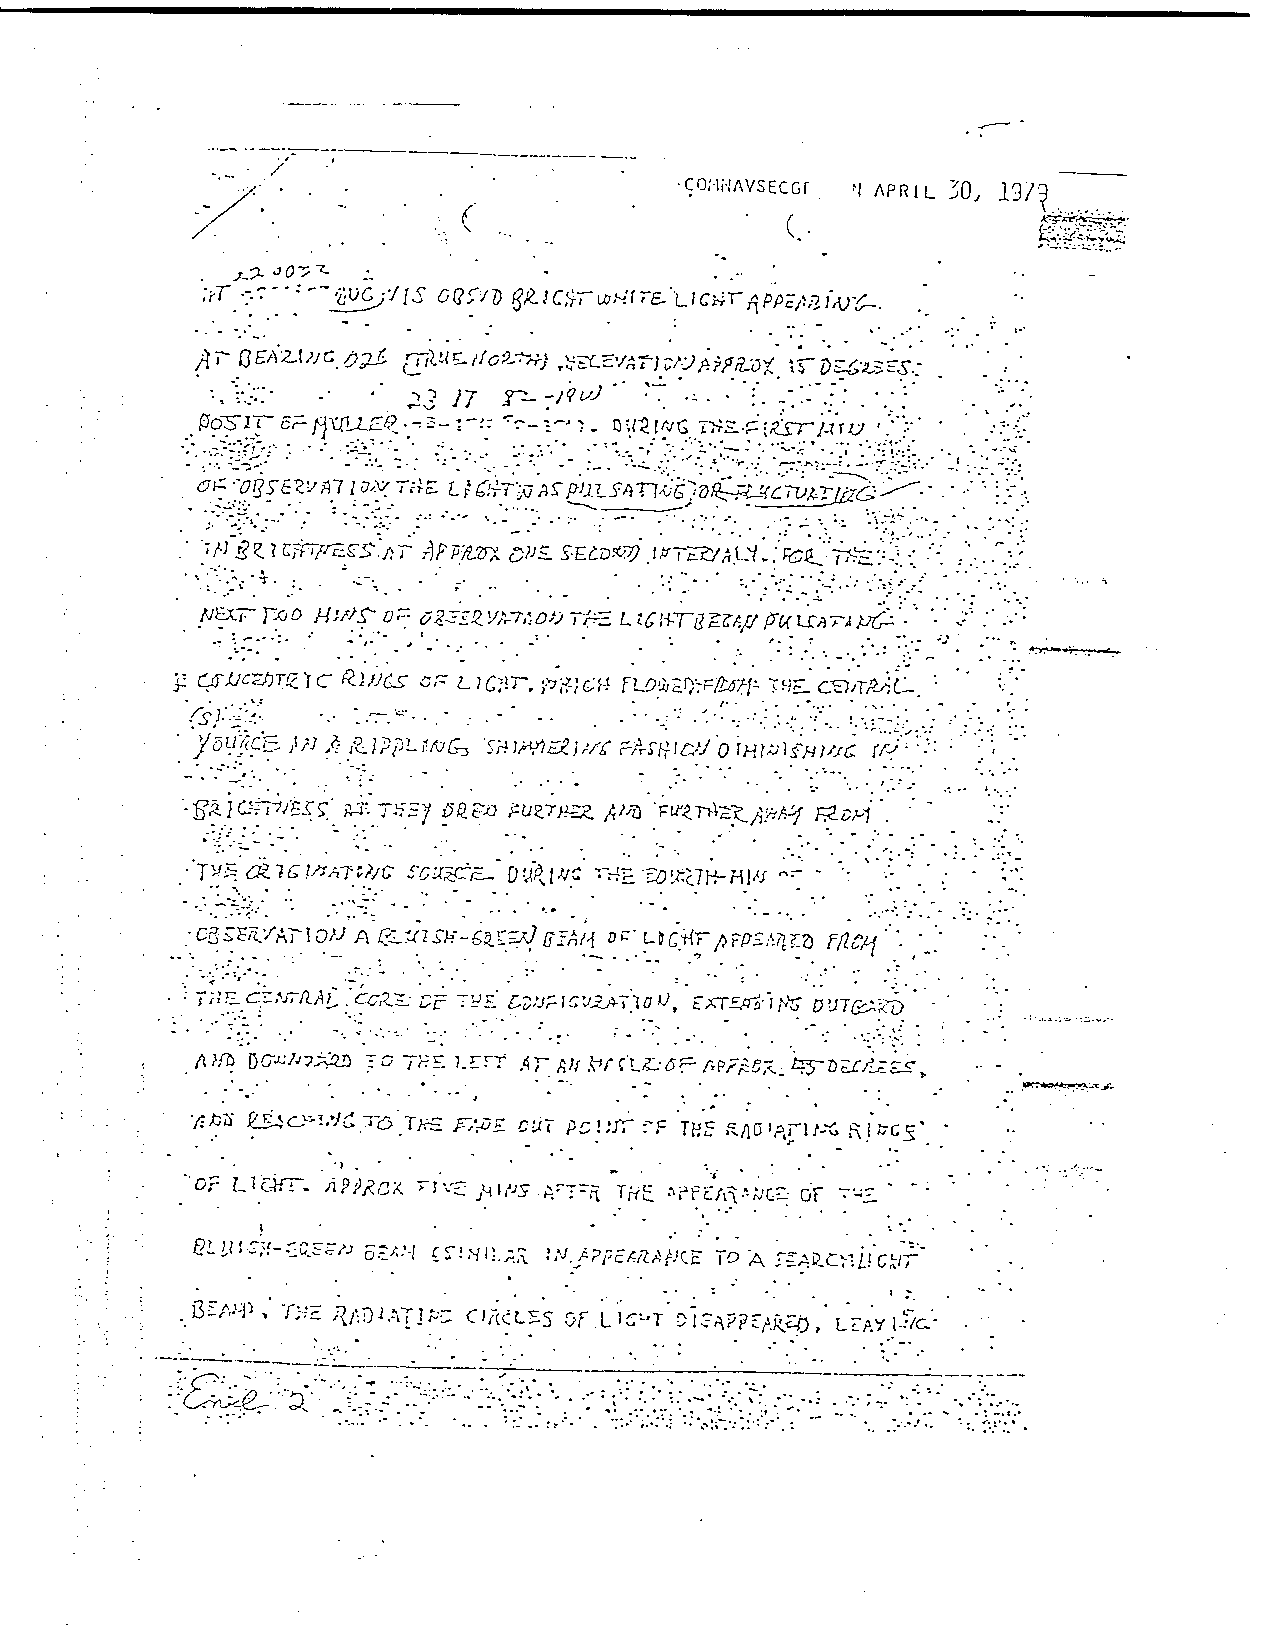 COMNAVSECGR N APRIL 30, 1979
AT VIS OBSVD BRIGHT WHITE LIGHT APPEARING
AT BEARING 026 (TRUE NORTH), ELEVATION APPROX 15 DEGREES.
23 17
POSIT OF MULLER DURING THE FIRST MIN
OF OBSERVATION THE LIGHT WAS PULSATING OR FLUCTUATING
IN BRIGHTNESS AT APPROX ONE SECOND INTERVALS. FOR THE
NEXT TWO MINS OF OBSERVATION THE LIGHT BEGAN PULSATING
CONCENTRIC RINGS OF LIGHT, WHICH FLOWED FROM THE CENTRAL
(S)
YOURCE IN A RIPPLING, SHIMMERING FASHION DIMINISHING IN
BRIGHTNESS AS THEY FURTHER AND FURTHER AWAY FROM
THE ORIGINATING SOURCE. DURING THE FOURTH MIN OF
OBSERVATION A BLUISH-GREEN BEAM OF LIGHT APPEARED FROM
THE CENTRAL CORE OF THE CONFIGURATION, EXTENDING OUTWARD
AND DOWNWARD TO THE LEFT AT AN ANGLE OF APPROX. 45 DEGREES,
AND REACHING TO THE FADE OUT POINT OF THE RADIATING RINGS
OF LIGHT. APPROX FIVE MINS AFTER THE APPEARANCE OF THE
BLUISH-GREEN BEAM (SIMILAR IN APPEARANCE TO A SEARCHLIGHT
BEAM), THE RADIATING CIRCLES OF LIGHT DISAPPEARED, LEAVING
Encl 2